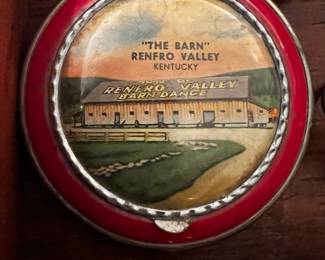 "THE BARN"
RENFRO VALLEY
KENTUCKY
RENFRO VALLEY
BARN DANCE